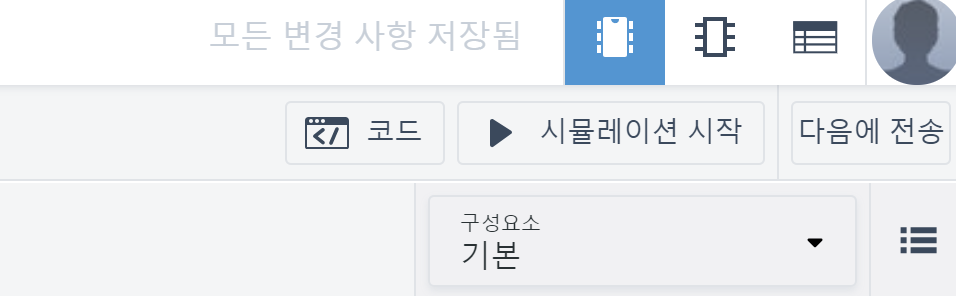 모든 변경 사항 저장됨
코드
시뮬레이션 시작
다음에 전송
구성요소
기본